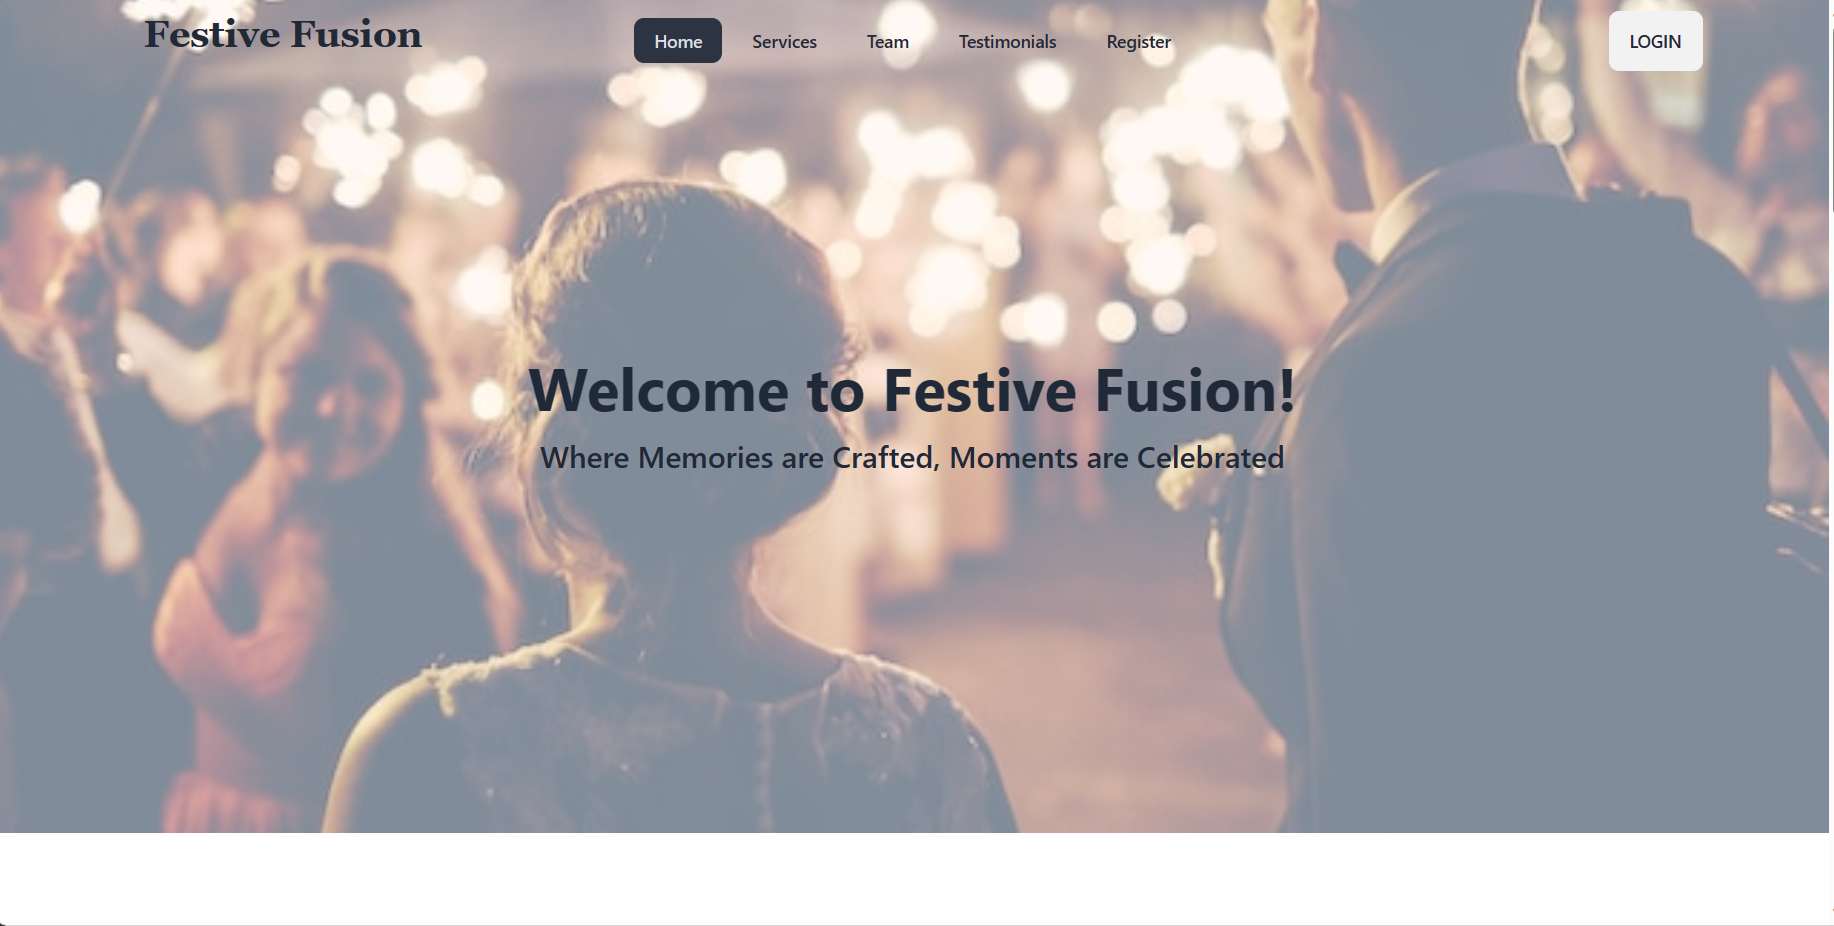 Festive Fusion
Home
Services
Team
Testimonials
Register
LOGIN
Welcome to Festive Fusion!
Where Memories are Crafted, Moments are Celebrated